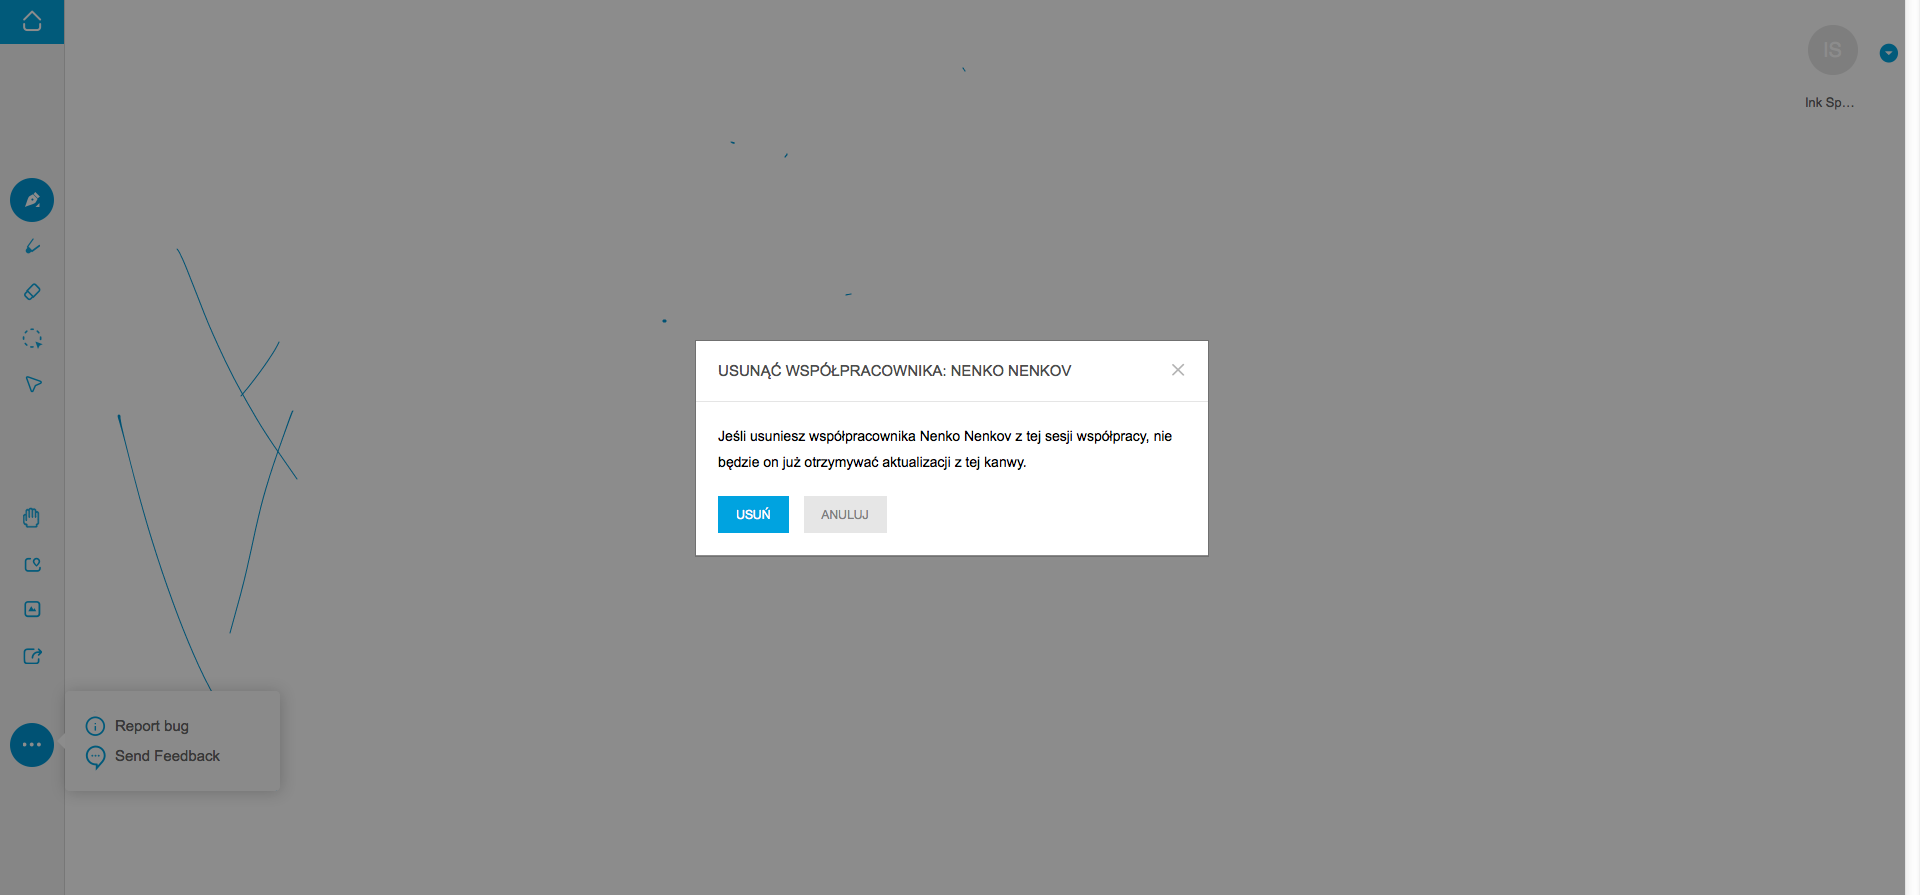 IS
Ink Sp...
USUNĄĆ WSPÓŁPRACOWNIKA: NENKO NENKOV
Jeśli usuniesz współpracownika Nenko Nenkov z tej sesji współpracy, nie
będzie on już otrzymywać aktualizacji z tej kanwy.
USUŃ
ANULUJ
Report bug
Send Feedback